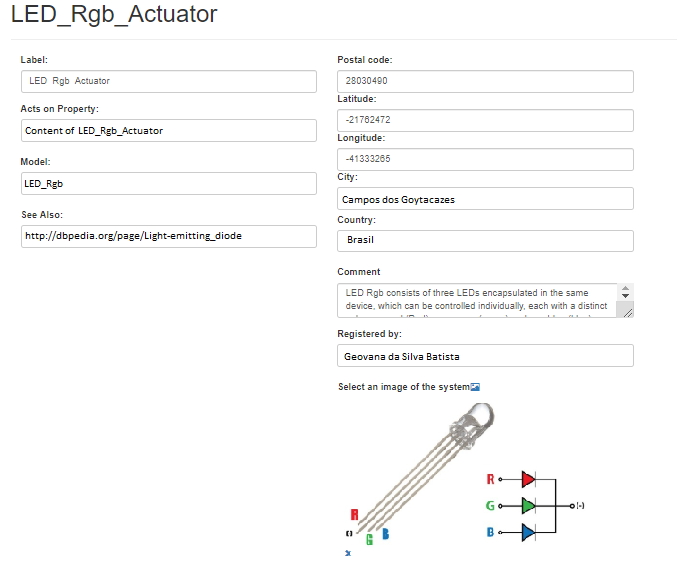 LED_Rgb_Actuator
Label:
LED Rgb Actuator
Acts on Property:
Content of LED_Rgb_Actuator
Model:
LED_Rgb
See Also:
http://dbpedia.org/page/Light-emitting_diode
Postal code:
28030490
Latitude:
-21762472
Longitude:
-41333265
City:
Campos dos Goytacazes
Country:
Brasil
Comment
LED Rgb consists of three LEDs encapsulated in the same
device, which can be controlled individually, each with a distinct
Registered by:
Geovana da Silva Batista
Select an image of the system
R
G
B
R
G
B
(-)
x